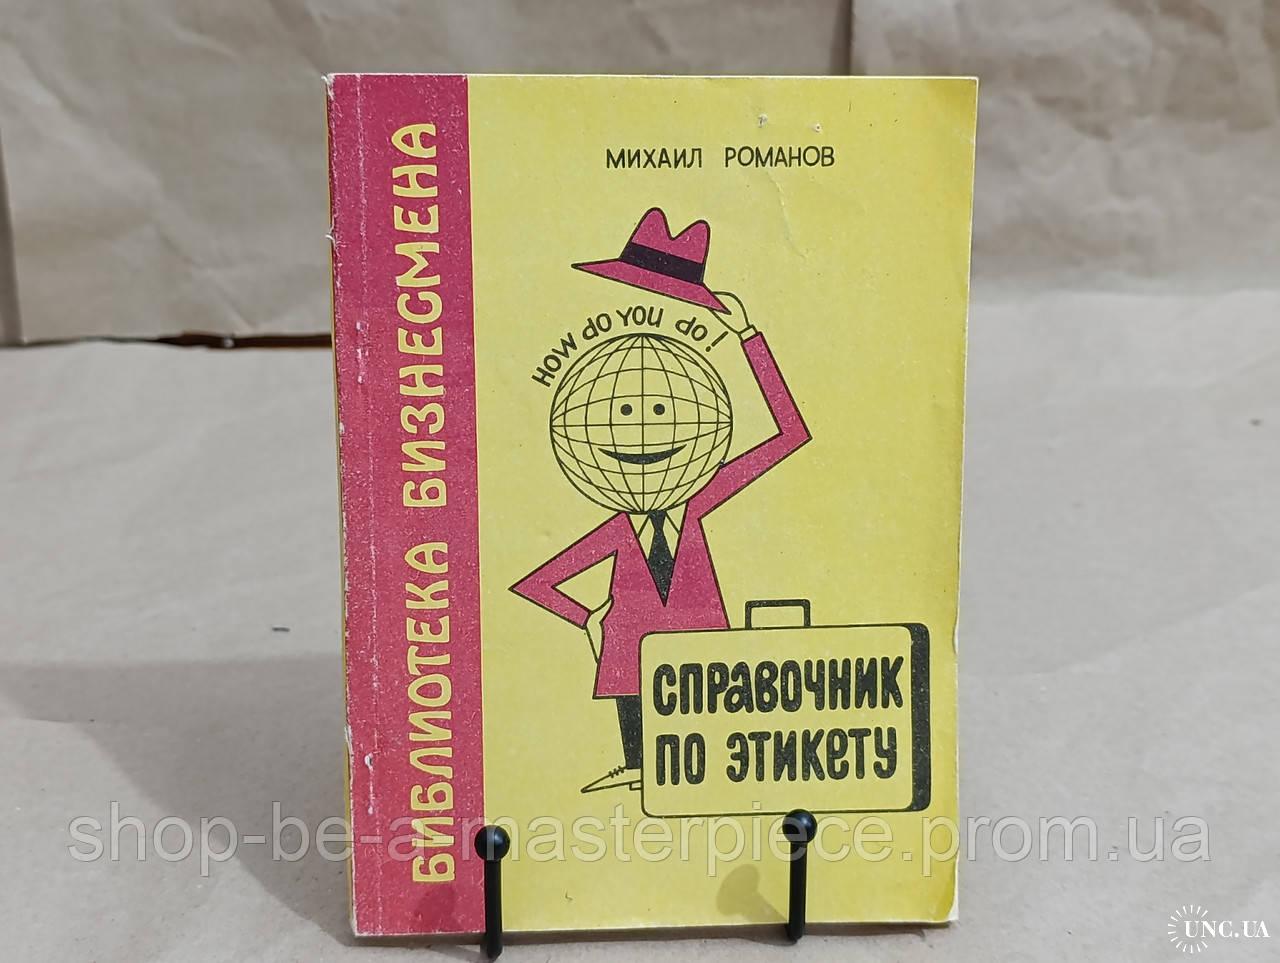 МИХАИЛ РОМАНОВ
HOW do YOU do!
БИБЛИОТЕКА БИЗНЕСМЕНА
СПРАВОЧНИК
ПО ЭТИКЕТУ
shop-be-a-masterpiece.prom.ua
UNC.UA